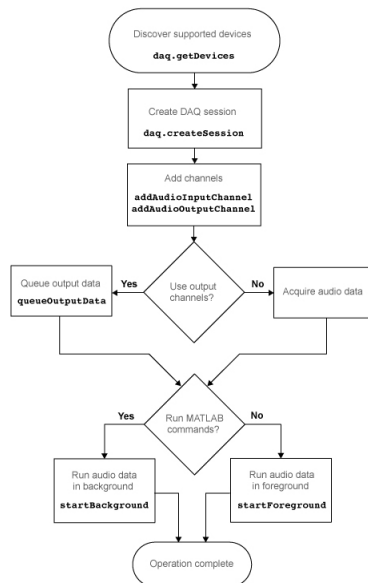 Discover supported devices
daq.getDevices
Create DAQ session
daq.createSession
Add channels
addAudioInputChannel
addAudioOutputChannel
Use output
channels?
Yes
No
Queue output data
queueOutputData
Acquire audio data
Run MATLAB
commands?
Yes
No
Run audio data
in background
startBackground
Run audio data
in foreground
startForeground
Operation complete